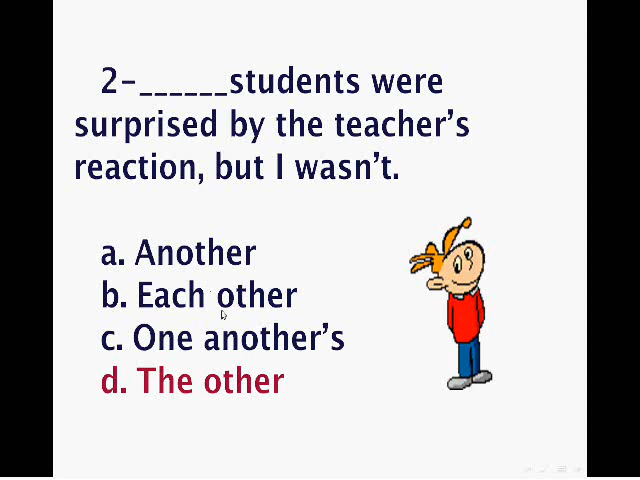 2-______students were
surprised by the teacher's
reaction, but I wasn't.
a. Another
b. Each other
c. One another's
d. The other